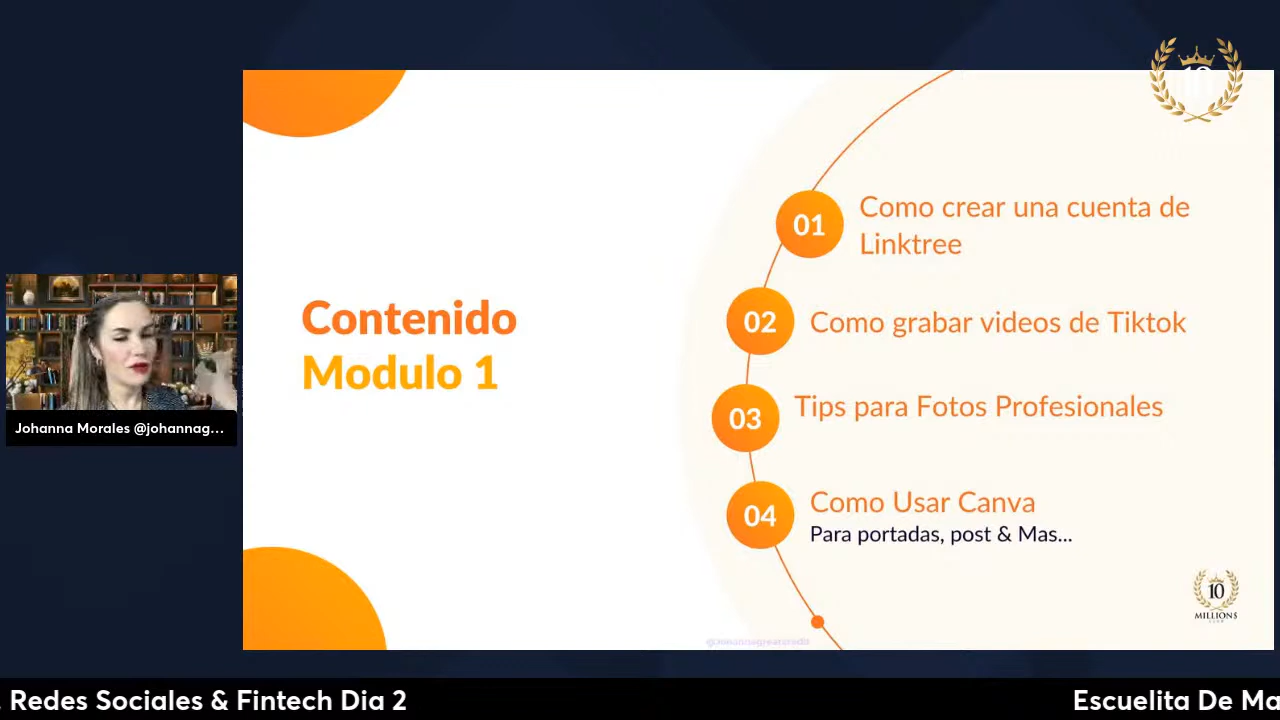 10
Como crear una cuenta de
Linktree
01
Contenido
Modulo 1
02
Como grabar videos de Tiktok
03
Tips para Fotos Profesionales
04
Como Usar Canva
Para portadas, post & Mas...
Johanna Morales @johannag...
10
MILLIONS
CLUB
. Redes Sociales & Fintech Dia 2
Escuelita De Ma